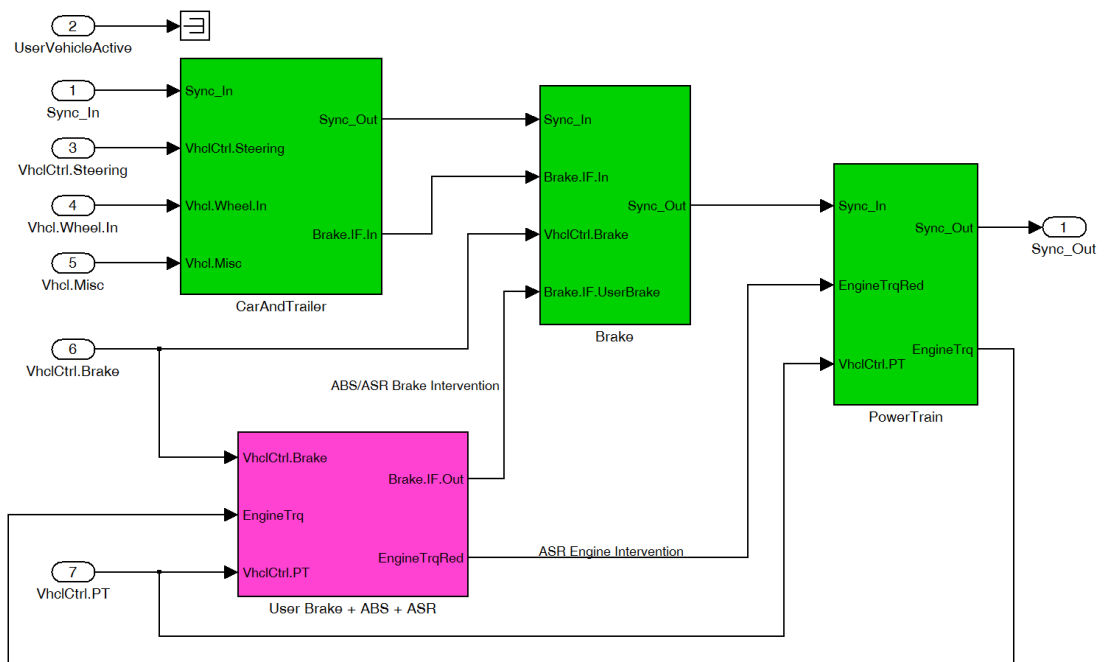 2
UserVehicleActive
1
Sync_In
3
VhclCtrl.Steering
4
Vhcl.Wheel.In
5
Vhcl.Misc
Sync_In
VhclCtrl.Steering
Vhcl.Wheel.In
Vhcl.Misc
Sync_Out
Brake.IF.In
CarAndTrailer
Sync_In
Brake.IF.In
VhclCtrl.Brake
Brake.IF.UserBrake
Sync_Out
Brake
Sync_In
EngineTrqRed
VhclCtrl.PT
Sync_Out
EngineTrq
PowerTrain
1
Sync_Out
6
VhclCtrl.Brake
ABS/ASR Brake Intervention
VhclCtrl.Brake
EngineTrq
VhclCtrl.PT
Brake.IF.Out
EngineTrqRed
User Brake + ABS + ASR
ASR Engine Intervention
7
VhclCtrl.PT